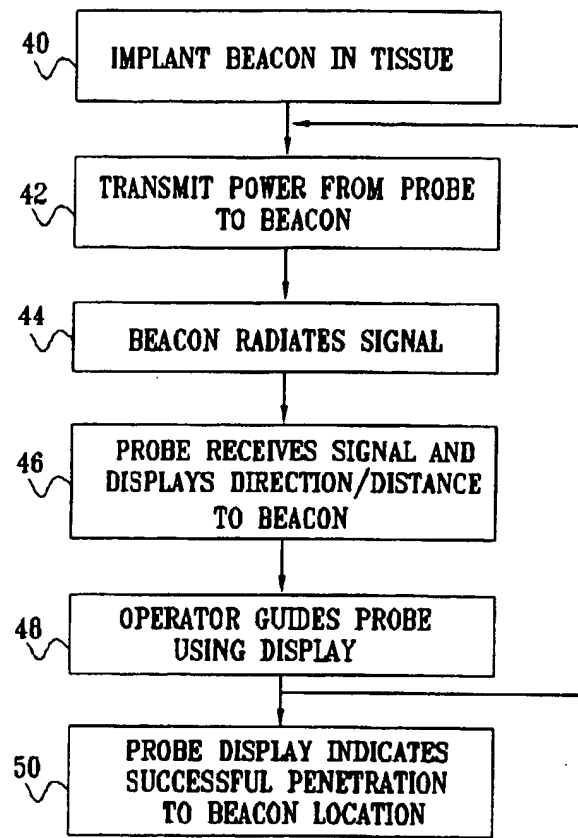 40
IMPLANT BEACON IN TISSUE
42
TRANSMIT POWER FROM PROBE
TO BEACON
44
BEACON RADIATES SIGNAL
46
PROBE RECEIVES SIGNAL AND
DISPLAYS DIRECTION/DISTANCE
TO BEACON
48
OPERATOR GUIDES PROBE
USING DISPLAY
50
PROBE DISPLAY INDICATES
SUCCESSFUL PENETRATION
TO BEACON LOCATION